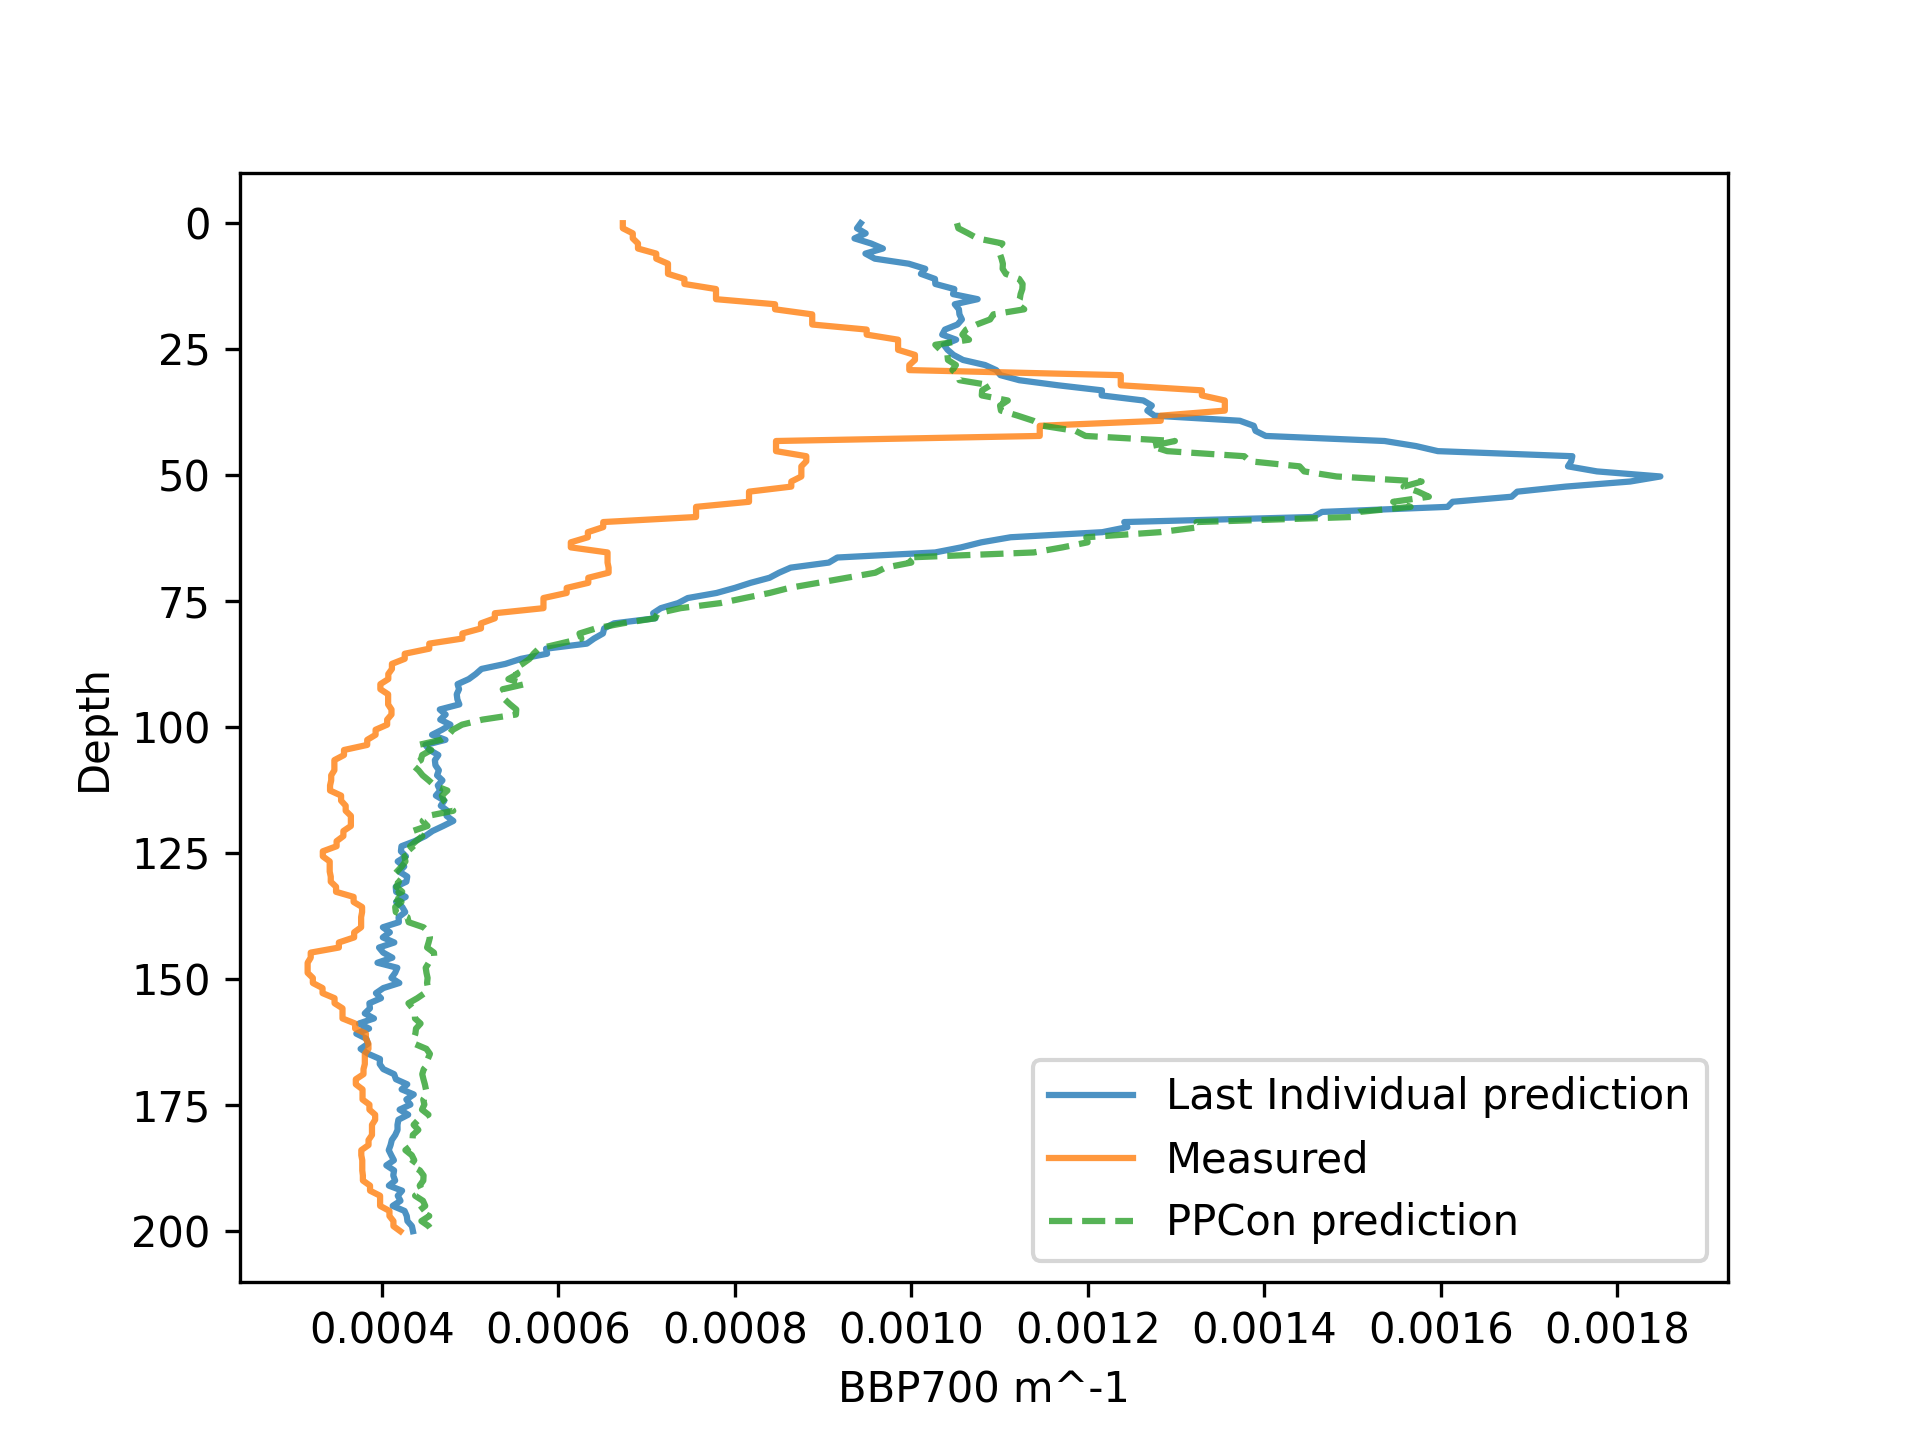 0
25
50
75
100
125
150
175
200
Depth
0.0004 0.0006 0.0008 0.0010 0.0012 0.0014 0.0016 0.0018
BBP700 m^-1
Last Individual prediction
Measured
PPCon prediction